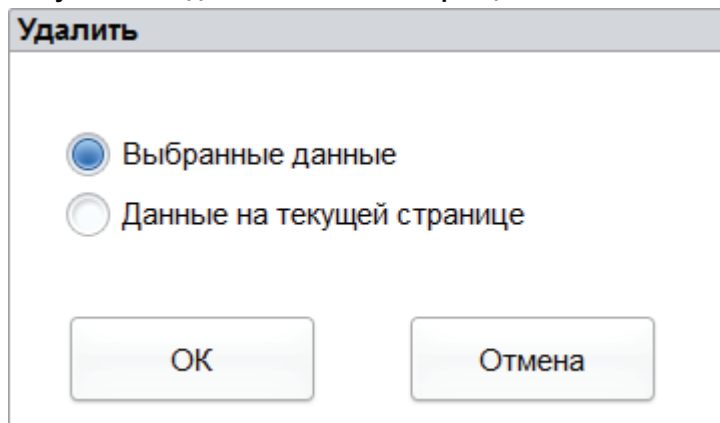 Удалить
Выбранные данные
Данные на текущей странице
ОК
Отмена